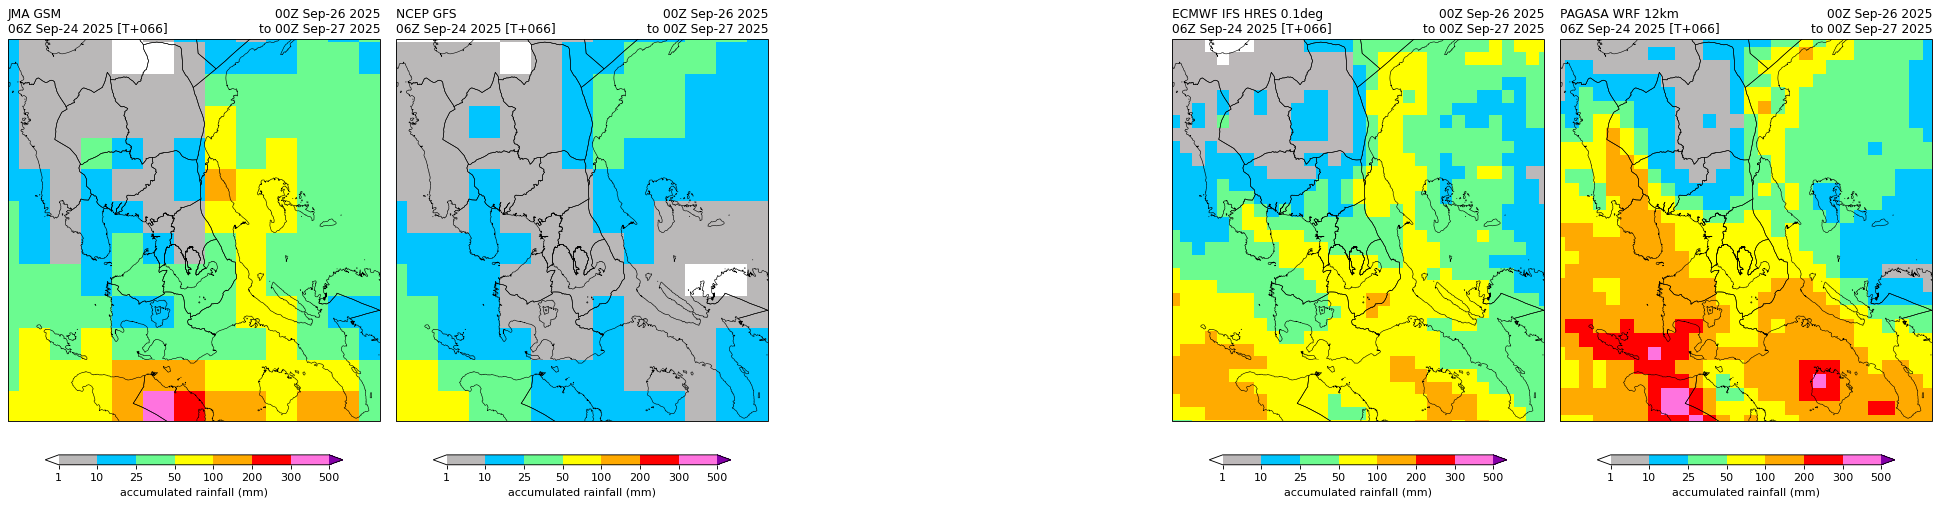 JMA GSM 00Z Sep-26 2025
06Z Sep-24 2025 [T+066] to 00Z Sep-27 2025
1 10 25 50 100 200 300 500
accumulated rainfall (mm)
NCEP GFS 00Z Sep-26 2025
06Z Sep-24 2025 [T+066] to 00Z Sep-27 2025
1 10 25 50 100 200 300 500
accumulated rainfall (mm)
ECMWF IFS HRES 0.1deg 00Z Sep-26 2025
06Z Sep-24 2025 [T+066] to 00Z Sep-27 2025
1 10 25 50 100 200 300 500
accumulated rainfall (mm)
PAGASA WRF 12km 00Z Sep-26 2025
06Z Sep-24 2025 [T+066] to 00Z Sep-27 2025
1 10 25 50 100 200 300 500
accumulated rainfall (mm)